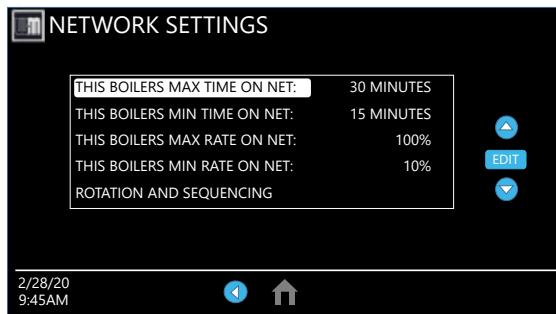 NETWORK SETTINGS
THIS BOILERS MAX TIME ON NET: 30 MINUTES
THIS BOILERS MIN TIME ON NET: 15 MINUTES
THIS BOILERS MAX RATE ON NET: 100%
THIS BOILERS MIN RATE ON NET: 10%
EDIT
ROTATION AND SEQUENCING
2/28/20
9:45AM